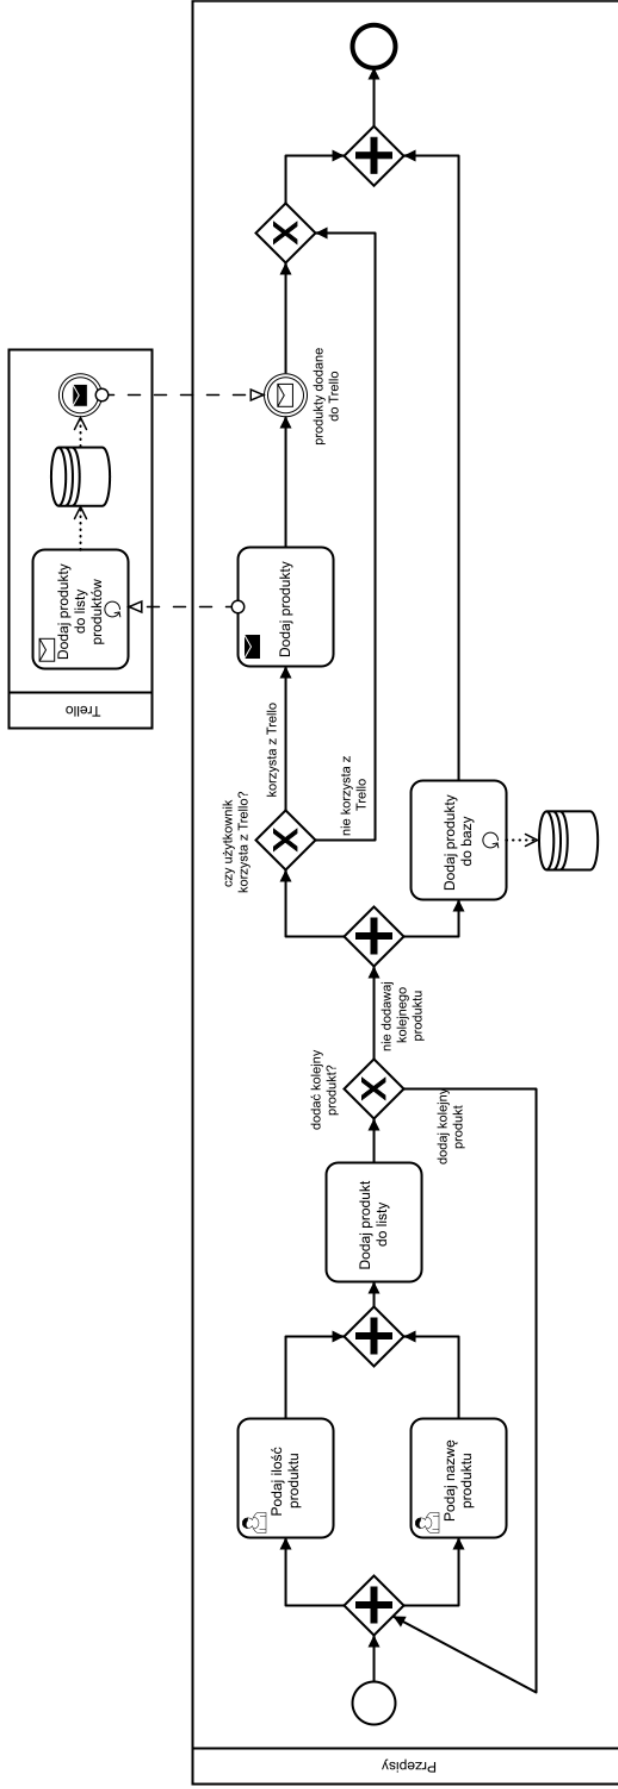 Trello
Dodaj produkty
do listy
produktów
Przepisy
Podaj ilość
produktu
Podaj nazwę
produktu
Dodaj produkt
do listy
dodać kolejny
produkt?
dodaj kolejny
produkt
nie dodawaj
kolejnego
produktu
czy użytkownik
korzysta z Trello?
korzysta z Trello
nie korzysta z
Trello
Dodaj produkty
Dodaj produkty
do bazy
produkty dodane
do Trello